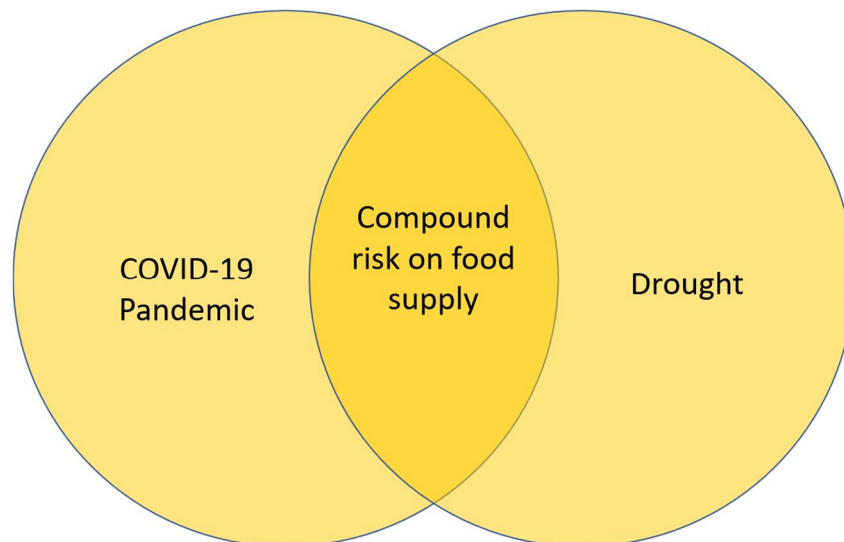 COVID-19
Pandemic
Compound
risk on food
supply
Drought